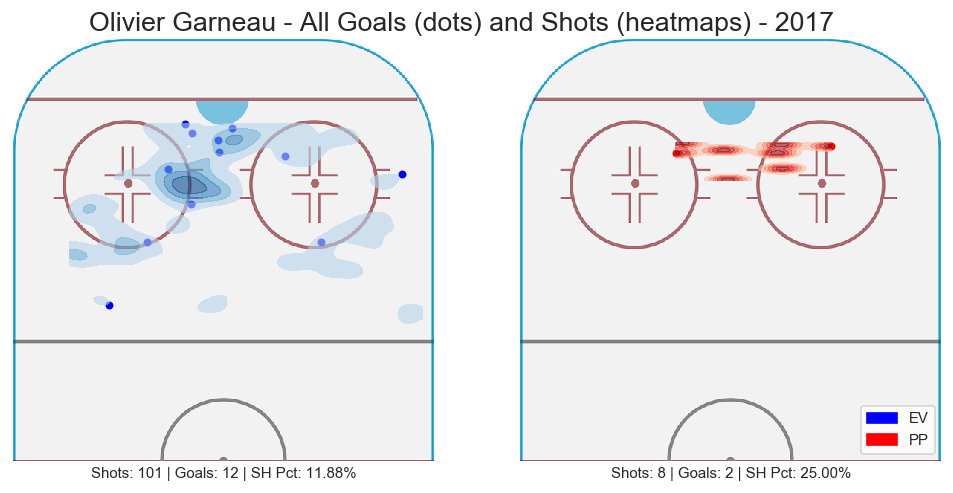 Olivier Garneau - All Goals (dots) and Shots (heatmaps) - 2017
EV
PP
Shots: 101 | Goals: 12 | SH Pct: 11.88%
Shots: 8 | Goals: 2 | SH Pct: 25.00%